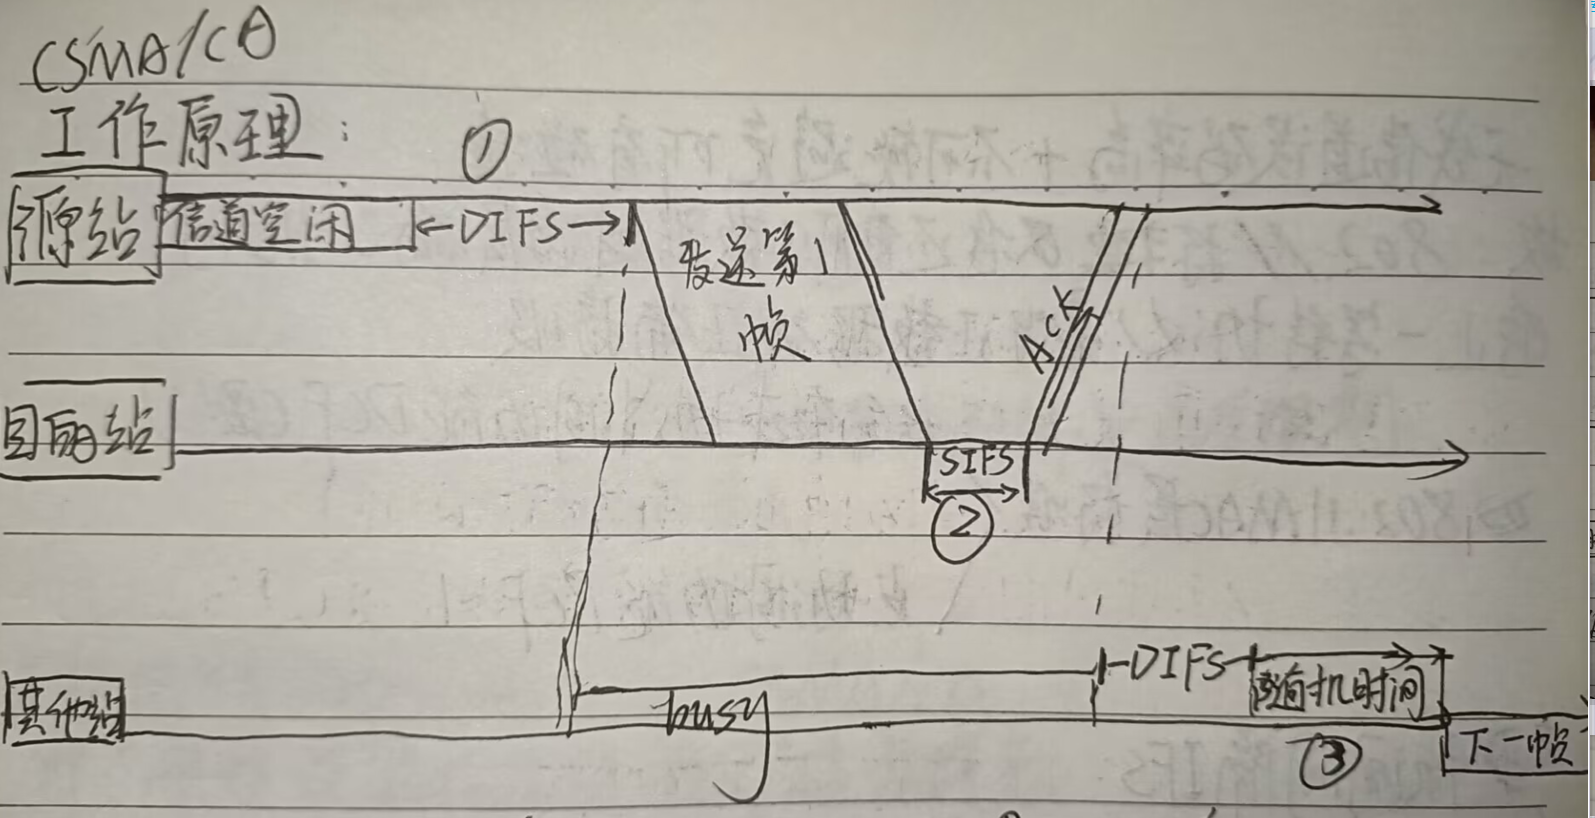 CSMA/CA
工作原理： ①
源站 信道空闲 ←DIFS→ 发送第1
帧
ACK
目的站
SIFS
②
DIFS
其他站 busy 随机时间
③ 下一帧